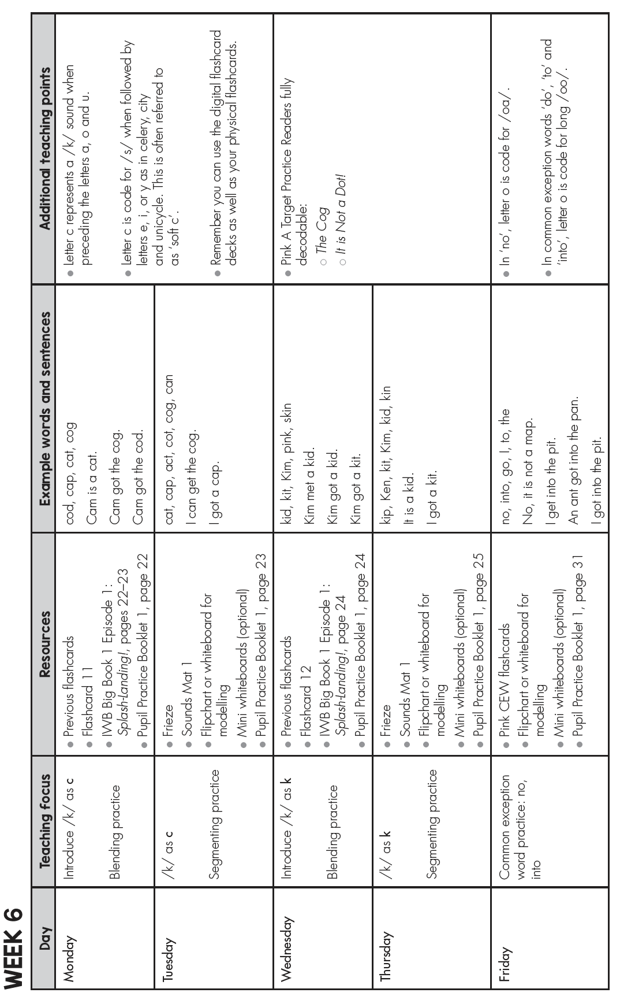 WEEK 6
Day
Teaching focus
Resources
Example words and sentences
Additional teaching points
Monday
Introduce /k/ as c
Blending practice
● Previous flashcards
● Flashcard 11
● IWB Big Book 1 Episode 1:
Splash-Landing!, pages 22–23
● Pupil Practice Booklet 1, page 22
cod, cap, cat, cog
Cam is a cat.
Cam got the cog.
Cam got the cod.
● Letter c represents a /k/ sound when
preceding the letters a, o and u.
● Letter c is code for /s/ when followed by
letters e, i, or y as in celery, city
and unicycle. This is often referred to
as ‘soft c’.
● Remember you can use the digital flashcard
decks as well as your physical flashcards.
Tuesday
/k/ as c
Segmenting practice
● Frieze
● Sounds Mat 1
● Flipchart or whiteboard for
modelling
● Mini whiteboards (optional)
● Pupil Practice Booklet 1, page 23
cat, cap, act, cot, cog, can
I can get the cog.
I got a cap.
Wednesday
Introduce /k/ as k
Blending practice
● Previous flashcards
● Flashcard 12
● IWB Big Book 1 Episode 1:
Splash-Landing!, page 24
● Pupil Practice Booklet 1, page 24
kid, kit, Kim, pink, skin
Kim met a kid.
Kim got a kid.
Kim got a kit.
● Pink A Target Practice Readers fully
decodable:
○ The Cog
○ It is Not a Dot!
Thursday
/k/ as k
Segmenting practice
● Frieze
● Sounds Mat 1
● Flipchart or whiteboard for
modelling
● Mini whiteboards (optional)
● Pupil Practice Booklet 1, page 25
kip, Ken, kit, Kim, kid, kin
It is a kid.
I got a kit.
Friday
Common exception
word practice: no,
into
● Pink CEW flashcards
● Flipchart or whiteboard for
modelling
● Mini whiteboards (optional)
● Pupil Practice Booklet 1, page 31
no, into, go, I, to, the
No, it is not a map.
I get into the pit.
An ant got into the pan.
I got into the pit.
● In ‘no’, letter o is code for /oa/.
● In common exception words ‘do’, ‘to’ and
‘into’, letter o is code for long /oo/.